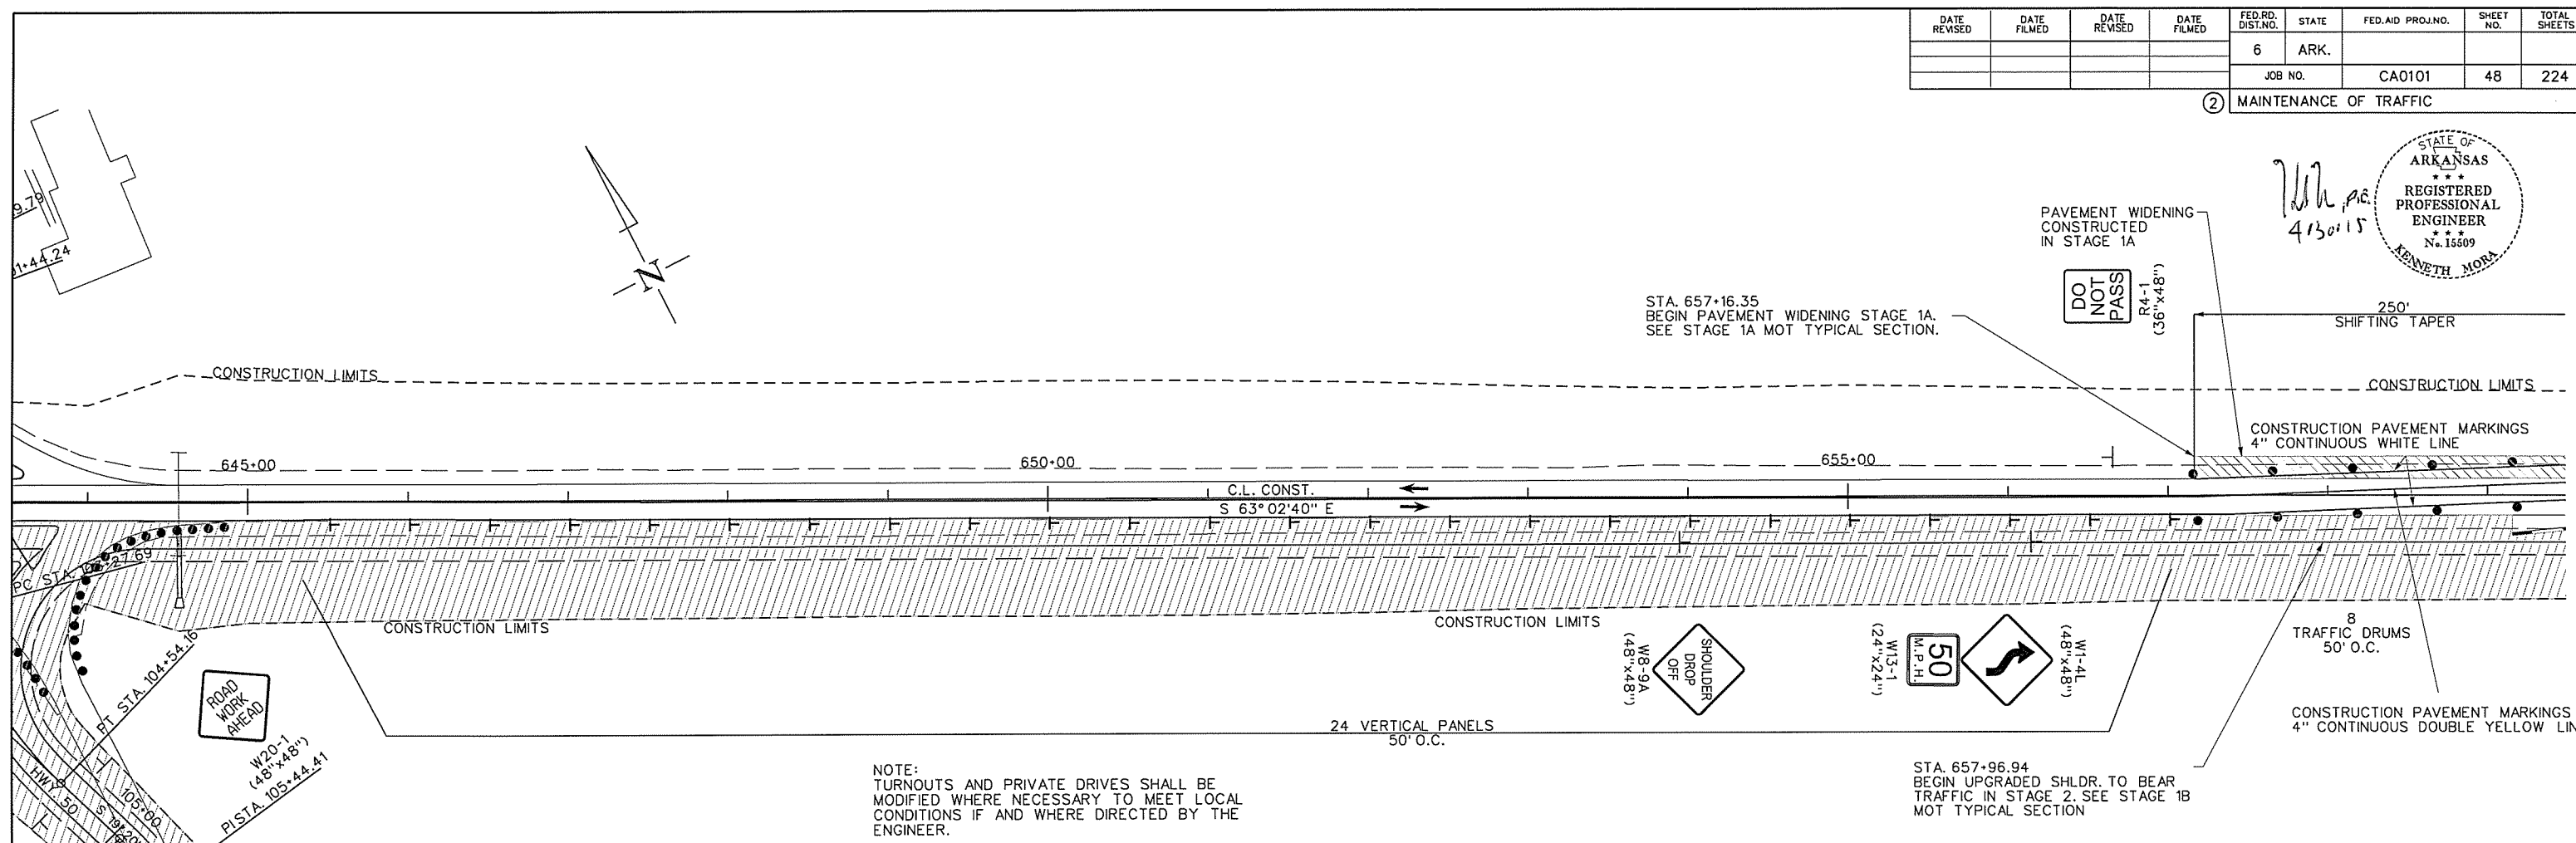 DATE REVISED
DATE FILMED
DATE REVISED
DATE FILMED
FED.RD. DIST.NO.
STATE
FED.AID PROJ.NO.
SHEET NO.
TOTAL SHEETS
6
ARK.
JOB NO.
CA0101
48
224
2
MAINTENANCE OF TRAFFIC
STATE OF
ARKANSAS
REGISTERED
PROFESSIONAL
ENGINEER
No. 15509
KENNETH MORA
9.79
1+44.24
N
PAVEMENT WIDENING
CONSTRUCTED
IN STAGE 1A
DO
NOT
PASS
R4-1
(36"x48")
STA. 657+16.35
BEGIN PAVEMENT WIDENING STAGE 1A.
SEE STAGE 1A MOT TYPICAL SECTION.
250'
SHIFTING TAPER
CONSTRUCTION LIMITS
CONSTRUCTION LIMITS
CONSTRUCTION PAVEMENT MARKINGS
4" CONTINUOUS WHITE LINE
645+00
650+00
655+00
C.L. CONST.
S 63° 02'40" E
PC STA.
27.69
CONSTRUCTION LIMITS
CONSTRUCTION LIMITS
PT STA. 104+54.16
ROAD
WORK
AHEAD
W20-1
(48"x48")
PI STA. 105+44.41
HWY. 50
105+00
24 VERTICAL PANELS
50' O.C.
SHOULDER
DROP
OFF
W8-9A
(48"x48")
50
M.P.H.
W13-1
(24"x24")
W1-4L
(48"x48")
8
TRAFFIC DRUMS
50' O.C.
CONSTRUCTION PAVEMENT MARKINGS
4" CONTINUOUS DOUBLE YELLOW LIN
NOTE:
TURNOUTS AND PRIVATE DRIVES SHALL BE
MODIFIED WHERE NECESSARY TO MEET LOCAL
CONDITIONS IF AND WHERE DIRECTED BY THE
ENGINEER.
STA. 657+96.94
BEGIN UPGRADED SHLDR. TO BEAR
TRAFFIC IN STAGE 2. SEE STAGE 1B
MOT TYPICAL SECTION